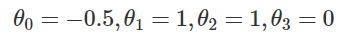 θ₀ = −0.5, θ₁ = 1, θ₂ = 1, θ₃ = 0